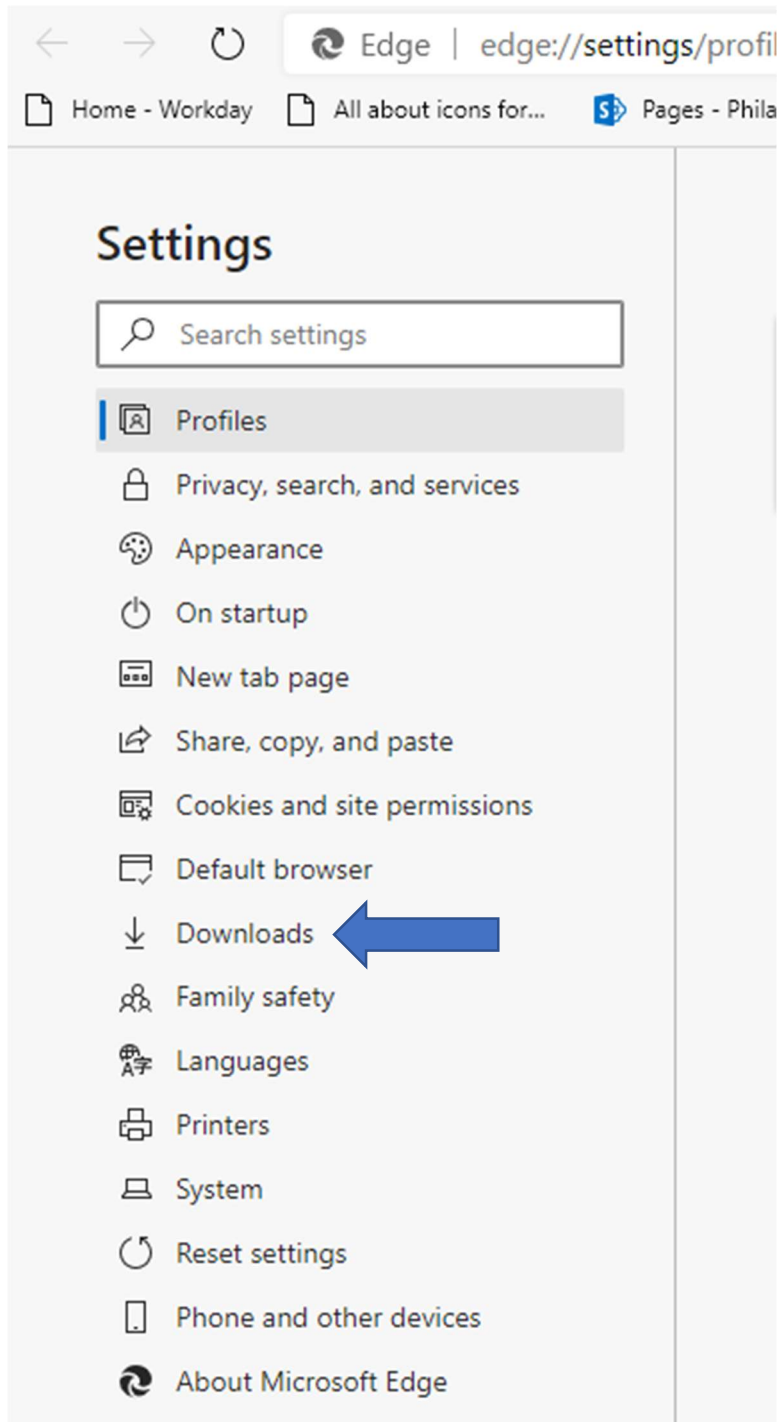 Edge | edge://settings/profil
Home - Workday All about icons for... Pages - Phila
Settings
Search settings
Profiles
Privacy, search, and services
Appearance
On startup
New tab page
Share, copy, and paste
Cookies and site permissions
Default browser
Downloads
Family safety
Languages
Printers
System
Reset settings
Phone and other devices
About Microsoft Edge